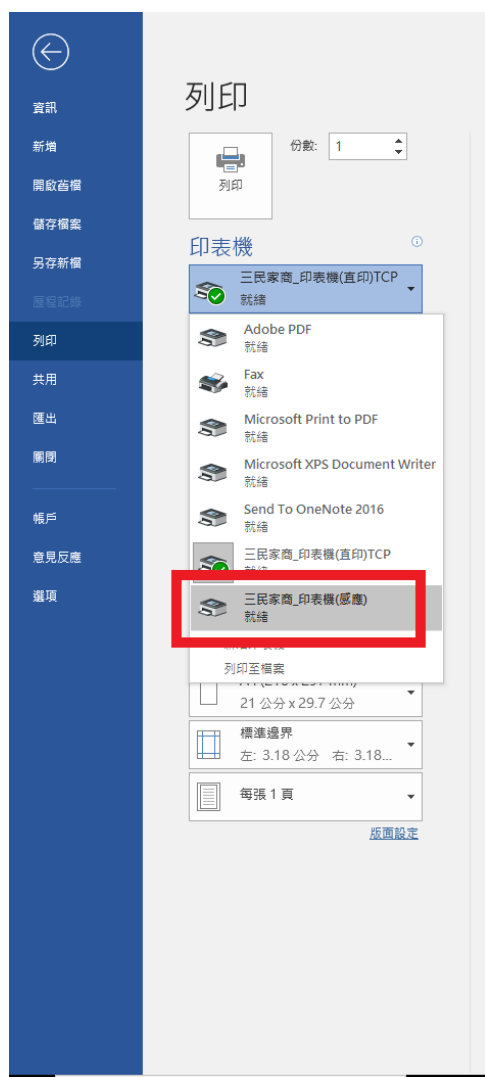 資訊
新增
開啟舊檔
儲存檔案
另存新檔
歷程記錄
列印
共用
匯出
關閉
帳戶
意見反應
選項
列印
列印
份數: 1
印表機
三民家商_印表機(直印)TCP
就緒
Adobe PDF
就緒
Fax
就緒
Microsoft Print to PDF
就緒
Microsoft XPS Document Writer
就緒
Send To OneNote 2016
就緒
三民家商_印表機(直印)TCP
三民家商_印表機(感應)
就緒
列印至檔案
21 公分 x 29.7 公分
標準邊界
左: 3.18 公分 右: 3.18...
每張 1 頁
版面設定